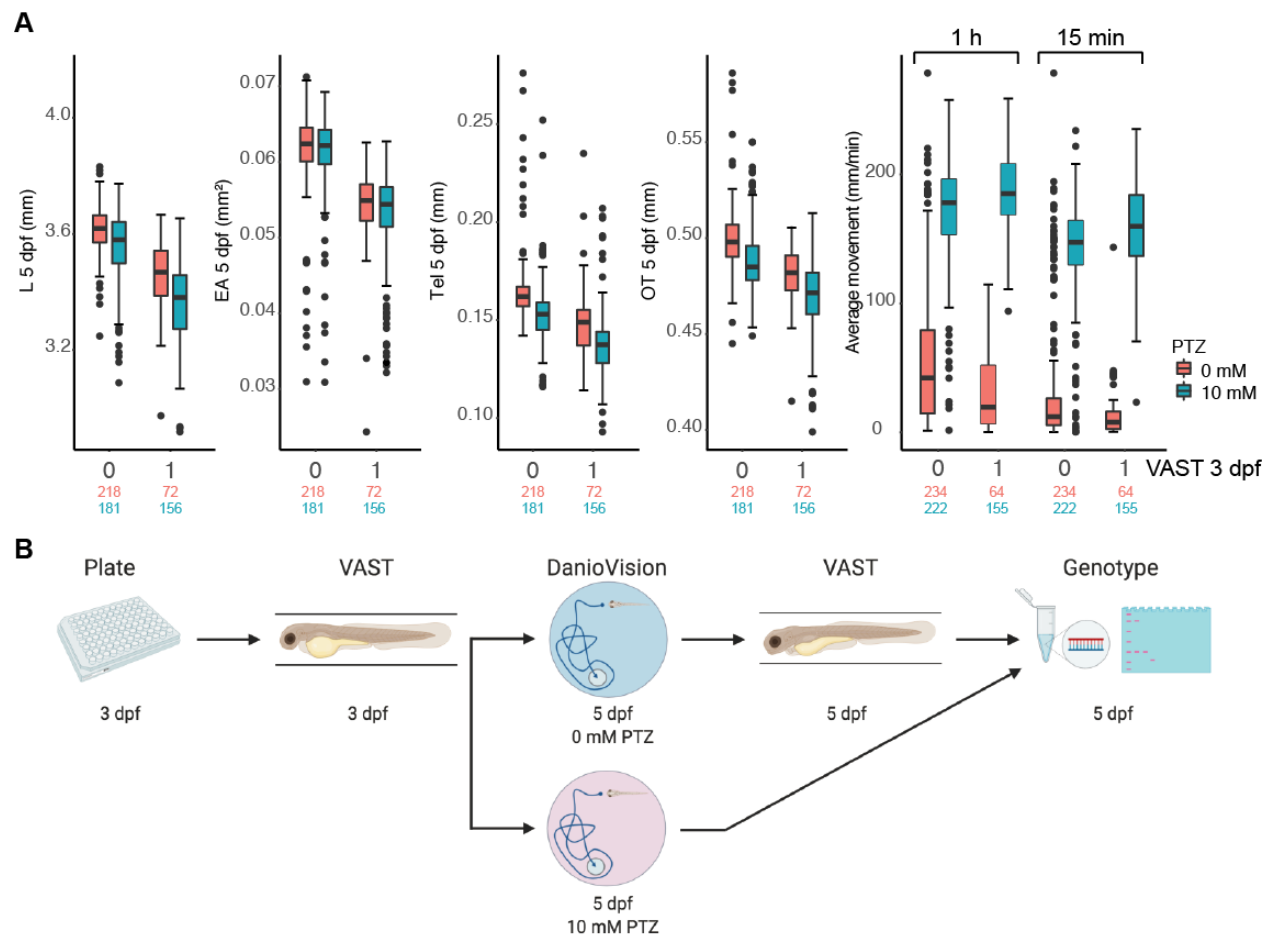 A
1 h
15 min
L 5 dpf (mm)
4.0
3.6
3.2
EA 5 dpf (mm²)
0.07
0.06
0.05
0.04
0.03
Tel 5 dpf (mm)
0.25
0.20
0.15
0.10
OT 5 dpf (mm)
0.55
0.50
0.45
0.40
Average movement (mm/min)
200
100
0
PTZ
0 mM
10 mM
0 1 0 1 0 1 0 1 0 1 0 1 VAST 3 dpf
218 72 218 72 218 72 218 72 234 64 234 64
181 156 181 156 181 156 181 156 222 155 222 155
B
Plate VAST DanioVision VAST Genotype
3 dpf 3 dpf 5 dpf 5 dpf 5 dpf
0 mM PTZ
5 dpf
10 mM PTZ